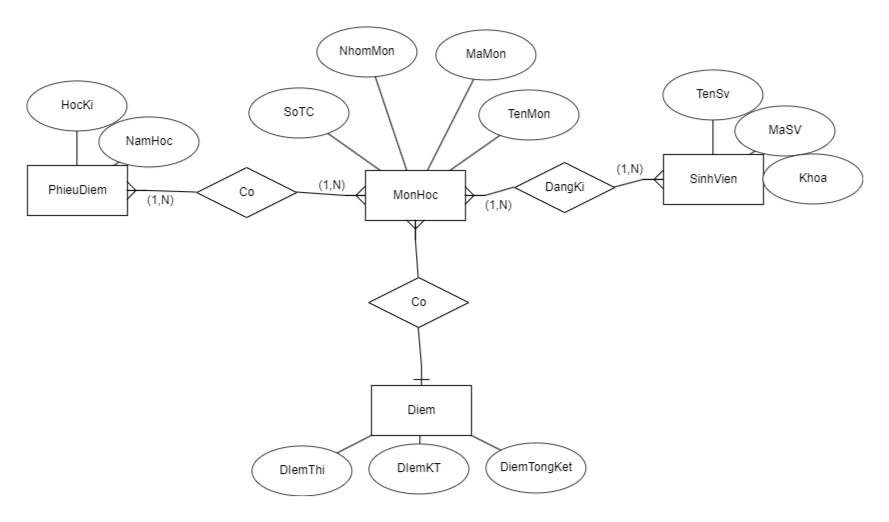 NhomMon
MaMon
TenSv
HocKi
SoTC
TenMon
NamHoc
MaSV
PhieuDiem
(1,N)
Co
(1,N)
MonHoc
(1,N)
DangKi
(1,N)
SinhVien
Khoa
Co
Diem
DIemThi
DIemKT
DiemTongKet